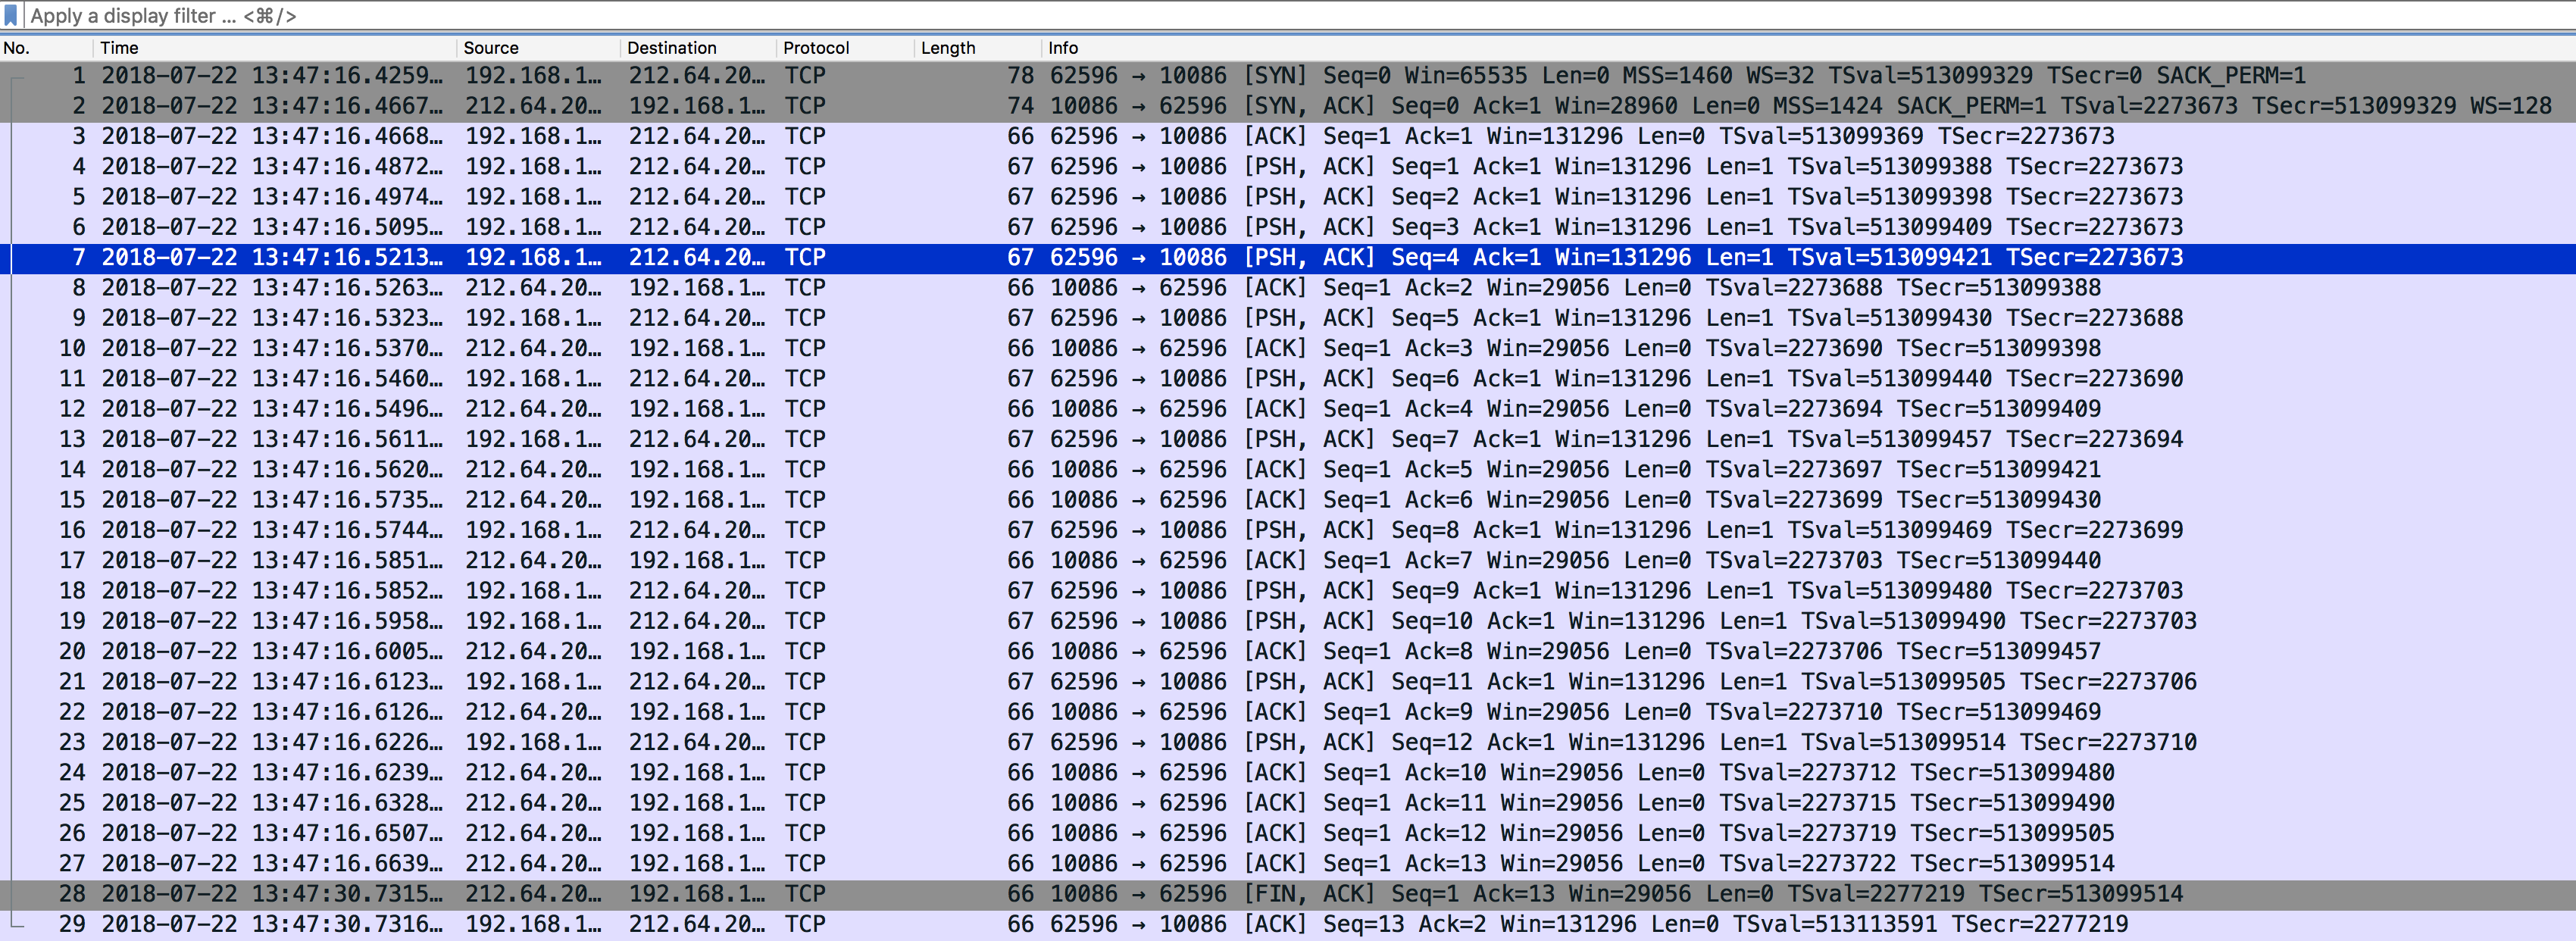 Apply a display filter … <⌘/>
No. Time Source Destination Protocol Length Info
1 2018-07-22 13:47:16.4259… 192.168.1… 212.64.20… TCP 78 62596 → 10086 [SYN] Seq=0 Win=65535 Len=0 MSS=1460 WS=32 TSval=513099329 TSecr=0 SACK_PERM=1
2 2018-07-22 13:47:16.4667… 212.64.20… 192.168.1… TCP 74 10086 → 62596 [SYN, ACK] Seq=0 Ack=1 Win=28960 Len=0 MSS=1424 SACK_PERM=1 TSval=2273673 TSecr=513099329 WS=128
3 2018-07-22 13:47:16.4668… 192.168.1… 212.64.20… TCP 66 62596 → 10086 [ACK] Seq=1 Ack=1 Win=131296 Len=0 TSval=513099369 TSecr=2273673
4 2018-07-22 13:47:16.4872… 192.168.1… 212.64.20… TCP 67 62596 → 10086 [PSH, ACK] Seq=1 Ack=1 Win=131296 Len=1 TSval=513099388 TSecr=2273673
5 2018-07-22 13:47:16.4974… 192.168.1… 212.64.20… TCP 67 62596 → 10086 [PSH, ACK] Seq=2 Ack=1 Win=131296 Len=1 TSval=513099398 TSecr=2273673
6 2018-07-22 13:47:16.5095… 192.168.1… 212.64.20… TCP 67 62596 → 10086 [PSH, ACK] Seq=3 Ack=1 Win=131296 Len=1 TSval=513099409 TSecr=2273673
7 2018-07-22 13:47:16.5213… 192.168.1… 212.64.20… TCP 67 62596 → 10086 [PSH, ACK] Seq=4 Ack=1 Win=131296 Len=1 TSval=513099421 TSecr=2273673
8 2018-07-22 13:47:16.5263… 212.64.20… 192.168.1… TCP 66 10086 → 62596 [ACK] Seq=1 Ack=2 Win=29056 Len=0 TSval=2273688 TSecr=513099388
9 2018-07-22 13:47:16.5323… 192.168.1… 212.64.20… TCP 67 62596 → 10086 [PSH, ACK] Seq=5 Ack=1 Win=131296 Len=1 TSval=513099430 TSecr=2273688
10 2018-07-22 13:47:16.5370… 212.64.20… 192.168.1… TCP 66 10086 → 62596 [ACK] Seq=1 Ack=3 Win=29056 Len=0 TSval=2273690 TSecr=513099398
11 2018-07-22 13:47:16.5460… 192.168.1… 212.64.20… TCP 67 62596 → 10086 [PSH, ACK] Seq=6 Ack=1 Win=131296 Len=1 TSval=513099440 TSecr=2273690
12 2018-07-22 13:47:16.5496… 212.64.20… 192.168.1… TCP 66 10086 → 62596 [ACK] Seq=1 Ack=4 Win=29056 Len=0 TSval=2273694 TSecr=513099409
13 2018-07-22 13:47:16.5611… 192.168.1… 212.64.20… TCP 67 62596 → 10086 [PSH, ACK] Seq=7 Ack=1 Win=131296 Len=1 TSval=513099457 TSecr=2273694
14 2018-07-22 13:47:16.5620… 212.64.20… 192.168.1… TCP 66 10086 → 62596 [ACK] Seq=1 Ack=5 Win=29056 Len=0 TSval=2273697 TSecr=513099421
15 2018-07-22 13:47:16.5735… 212.64.20… 192.168.1… TCP 66 10086 → 62596 [ACK] Seq=1 Ack=6 Win=29056 Len=0 TSval=2273699 TSecr=513099430
16 2018-07-22 13:47:16.5744… 192.168.1… 212.64.20… TCP 67 62596 → 10086 [PSH, ACK] Seq=8 Ack=1 Win=131296 Len=1 TSval=513099469 TSecr=2273699
17 2018-07-22 13:47:16.5851… 212.64.20… 192.168.1… TCP 66 10086 → 62596 [ACK] Seq=1 Ack=7 Win=29056 Len=0 TSval=2273703 TSecr=513099440
18 2018-07-22 13:47:16.5852… 192.168.1… 212.64.20… TCP 67 62596 → 10086 [PSH, ACK] Seq=9 Ack=1 Win=131296 Len=1 TSval=513099480 TSecr=2273703
19 2018-07-22 13:47:16.5958… 192.168.1… 212.64.20… TCP 67 62596 → 10086 [PSH, ACK] Seq=10 Ack=1 Win=131296 Len=1 TSval=513099490 TSecr=2273703
20 2018-07-22 13:47:16.6005… 212.64.20… 192.168.1… TCP 66 10086 → 62596 [ACK] Seq=1 Ack=8 Win=29056 Len=0 TSval=2273706 TSecr=513099457
21 2018-07-22 13:47:16.6123… 192.168.1… 212.64.20… TCP 67 62596 → 10086 [PSH, ACK] Seq=11 Ack=1 Win=131296 Len=1 TSval=513099505 TSecr=2273706
22 2018-07-22 13:47:16.6126… 212.64.20… 192.168.1… TCP 66 10086 → 62596 [ACK] Seq=1 Ack=9 Win=29056 Len=0 TSval=2273710 TSecr=513099469
23 2018-07-22 13:47:16.6226… 192.168.1… 212.64.20… TCP 67 62596 → 10086 [PSH, ACK] Seq=12 Ack=1 Win=131296 Len=1 TSval=513099514 TSecr=2273710
24 2018-07-22 13:47:16.6239… 212.64.20… 192.168.1… TCP 66 10086 → 62596 [ACK] Seq=1 Ack=10 Win=29056 Len=0 TSval=2273712 TSecr=513099480
25 2018-07-22 13:47:16.6328… 212.64.20… 192.168.1… TCP 66 10086 → 62596 [ACK] Seq=1 Ack=11 Win=29056 Len=0 TSval=2273715 TSecr=513099490
26 2018-07-22 13:47:16.6507… 212.64.20… 192.168.1… TCP 66 10086 → 62596 [ACK] Seq=1 Ack=12 Win=29056 Len=0 TSval=2273719 TSecr=513099505
27 2018-07-22 13:47:16.6639… 212.64.20… 192.168.1… TCP 66 10086 → 62596 [ACK] Seq=1 Ack=13 Win=29056 Len=0 TSval=2273722 TSecr=513099514
28 2018-07-22 13:47:30.7315… 212.64.20… 192.168.1… TCP 66 10086 → 62596 [FIN, ACK] Seq=1 Ack=13 Win=29056 Len=0 TSval=2277219 TSecr=513099514
29 2018-07-22 13:47:30.7316… 192.168.1… 212.64.20… TCP 66 62596 → 10086 [ACK] Seq=13 Ack=2 Win=131296 Len=0 TSval=513113591 TSecr=2277219